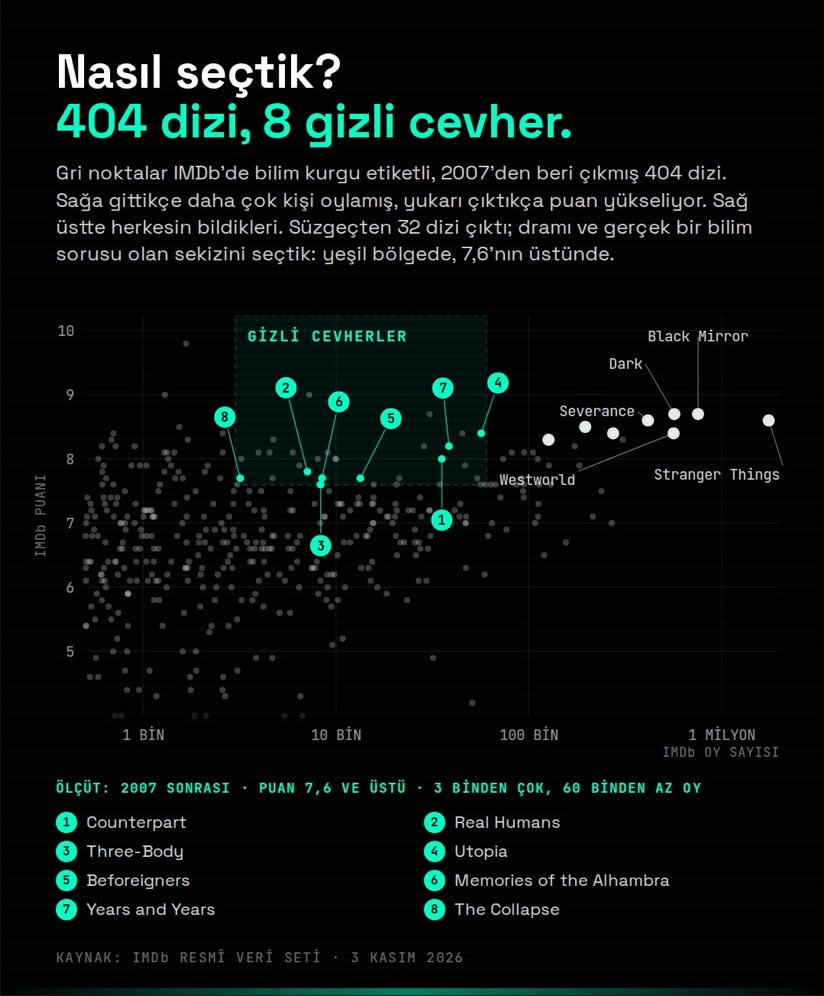 Nasıl seçtik?
404 dizi, 8 gizli cevher.
Gri noktalar IMDb’de bilim kurgu etiketli, 2007’den beri çıkmış 404 dizi.
Sağa gittikçe daha çok kişi oylamış, yukarı çıktıkça puan yükseliyor. Sağ
üstte herkesin bildikleri. Süzgeçten 32 dizi çıktı; dramı ve gerçek bir bilim
sorusu olan sekizini seçtik: yeşil bölgede, 7,6’nın üstünde.
GİZLİ CEVHERLER
10
9
8
7
6
5
IMDb PUANI
Black Mirror
Dark
Severance
Westworld
Stranger Things
8
2
6
5
7
4
1
3
1 BİN
10 BİN
100 BİN
1 MİLYON
IMDb OY SAYISI
ÖLÇÜT: 2007 SONRASI · PUAN 7,6 VE ÜSTÜ · 3 BİNDEN ÇOK, 60 BİNDEN AZ OY
1 Counterpart
2 Real Humans
3 Three-Body
4 Utopia
5 Beforeigners
6 Memories of the Alhambra
7 Years and Years
8 The Collapse
KAYNAK: IMDb RESMÎ VERİ SETİ · 3 KASIM 2026